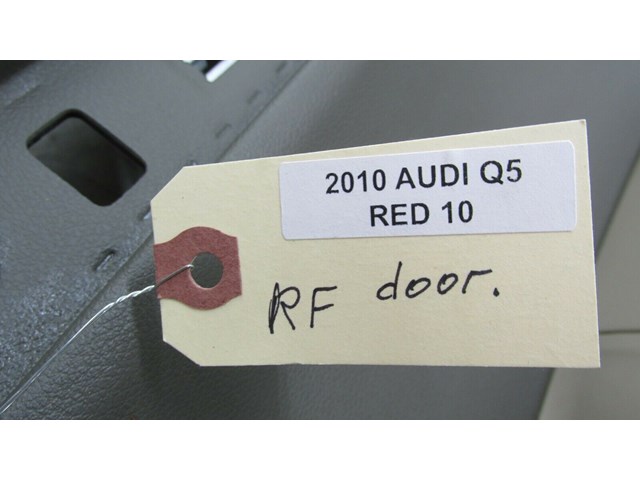 2010 AUDI Q5
RED 10
RF door.